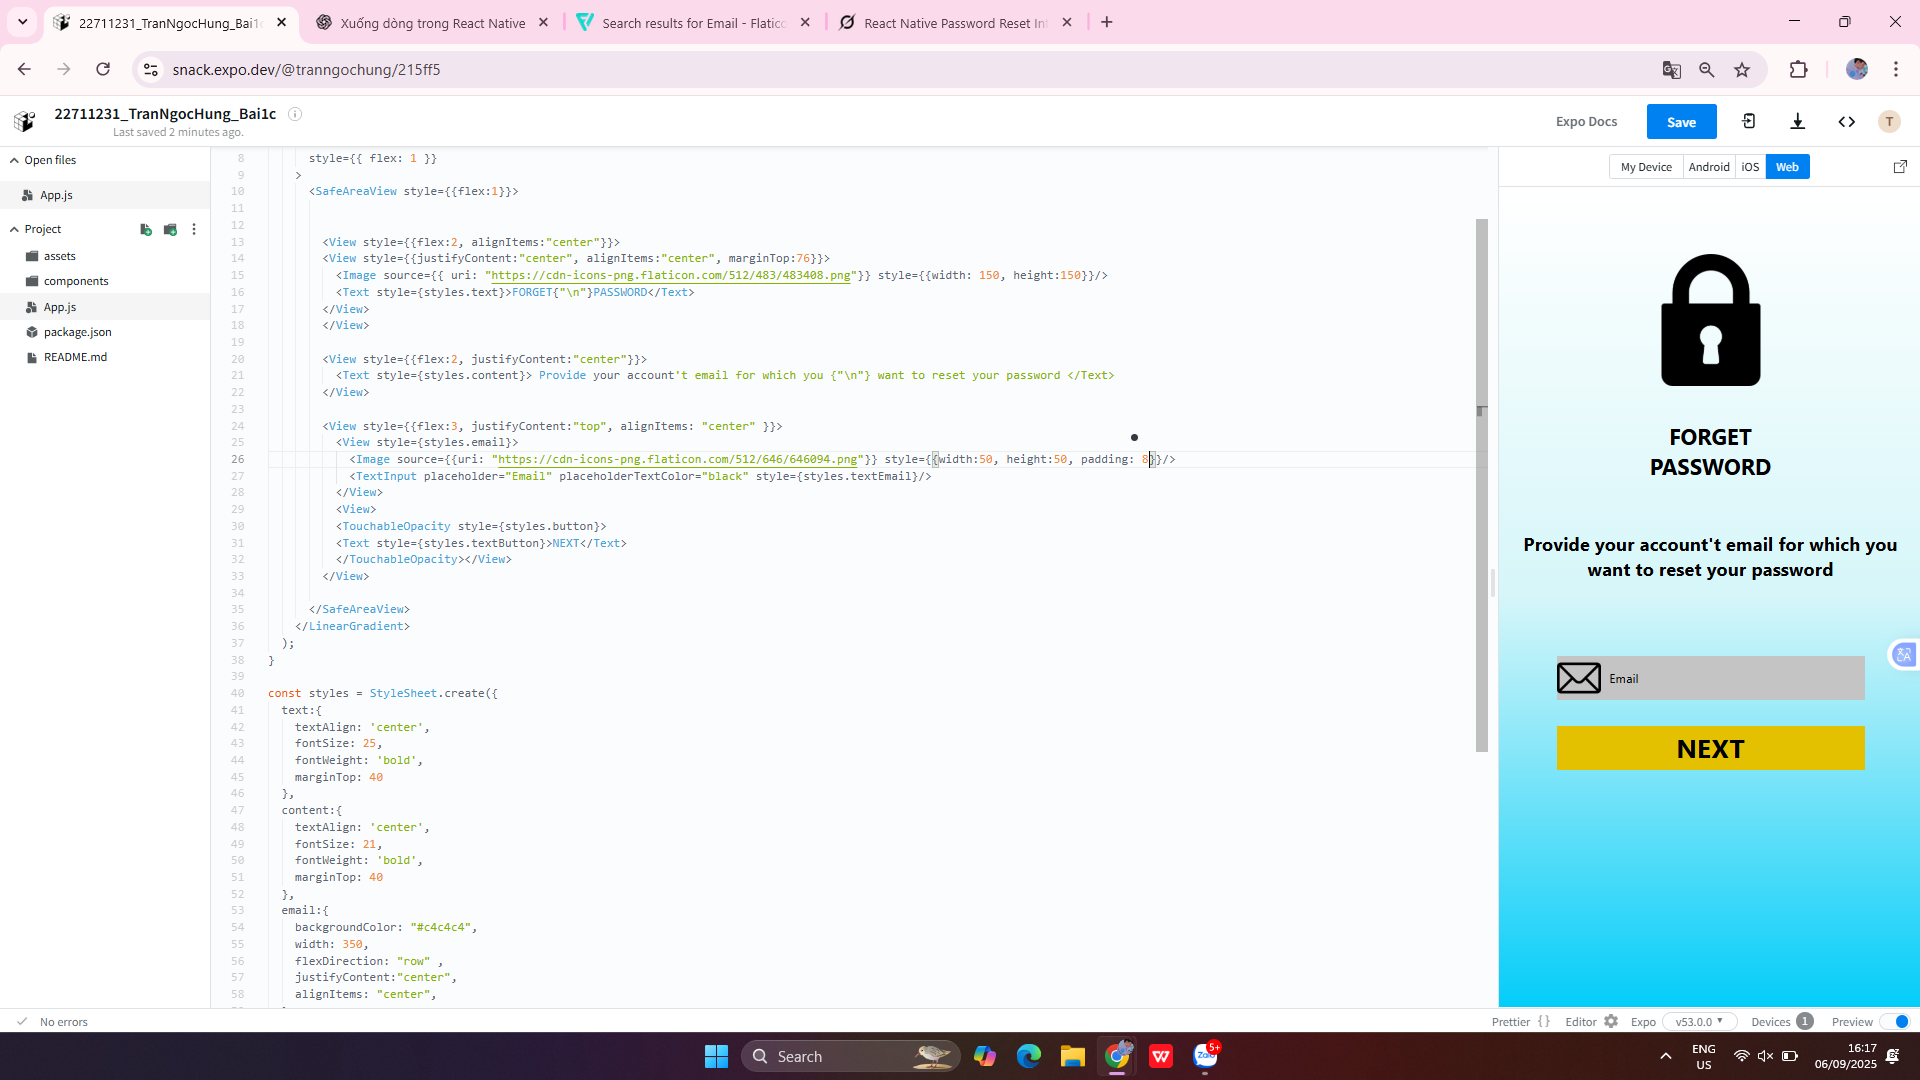 22711231_TranNgocHung_Bai1c
Xuống dòng trong React Native
Search results for Email - Flatico
React Native Password Reset In
snack.expo.dev/@tranngochung/215ff5
22711231_TranNgocHung_Bai1c
Last saved 2 minutes ago.
Expo Docs
Save
T
Open files
App.js
Project
assets
components
App.js
package.json
README.md
8 style={{ flex: 1 }}
9 >
10 <SafeAreaView style={{flex:1}}>
11
12
13 <View style={{flex:2, alignItems:"center"}}>
14 <View style={{justifyContent:"center", alignItems:"center", marginTop:76}}>
15 <Image source={{ uri: "https://cdn-icons-png.flaticon.com/512/483/483408.png"}} style={{width: 150, height:150}}/>
16 <Text style={styles.text}>FORGET{"\n"}PASSWORD</Text>
17 </View>
18 </View>
19
20 <View style={{flex:2, justifyContent:"center"}}>
21 <Text style={styles.content}> Provide your account't email for which you {"\n"} want to reset your password </Text>
22 </View>
23
24 <View style={{flex:3, justifyContent:"top", alignItems: "center" }}>
25 <View style={styles.email}>
26 <Image source={{uri: "https://cdn-icons-png.flaticon.com/512/646/646094.png"}} style={{width:50, height:50, padding: 8}}/>
27 <TextInput placeholder="Email" placeholderTextColor="black" style={styles.textEmail}/>
28 </View>
29 <View>
30 <TouchableOpacity style={styles.button}>
31 <Text style={styles.textButton}>NEXT</Text>
32 </TouchableOpacity></View>
33 </View>
34
35 </SafeAreaView>
36 </LinearGradient>
37 );
38 }
39
40 const styles = StyleSheet.create({
41 text:{
42 textAlign: 'center',
43 fontSize: 25,
44 fontWeight: 'bold',
45 marginTop: 40
46 },
47 content:{
48 textAlign: 'center',
49 fontSize: 21,
50 fontWeight: 'bold',
51 marginTop: 40
52 },
53 email:{
54 backgroundColor: "#c4c4c4",
55 width: 350,
56 flexDirection: "row" ,
57 justifyContent:"center",
58 alignItems: "center",
My Device
Android
iOS
Web
FORGET
PASSWORD
Provide your account't email for which you
want to reset your password
Email
NEXT
No errors
Prettier {}
Editor
Expo
v53.0.0
Devices 1
Preview
Search
5+
Zalo
ENG
US
16:17
06/09/2025